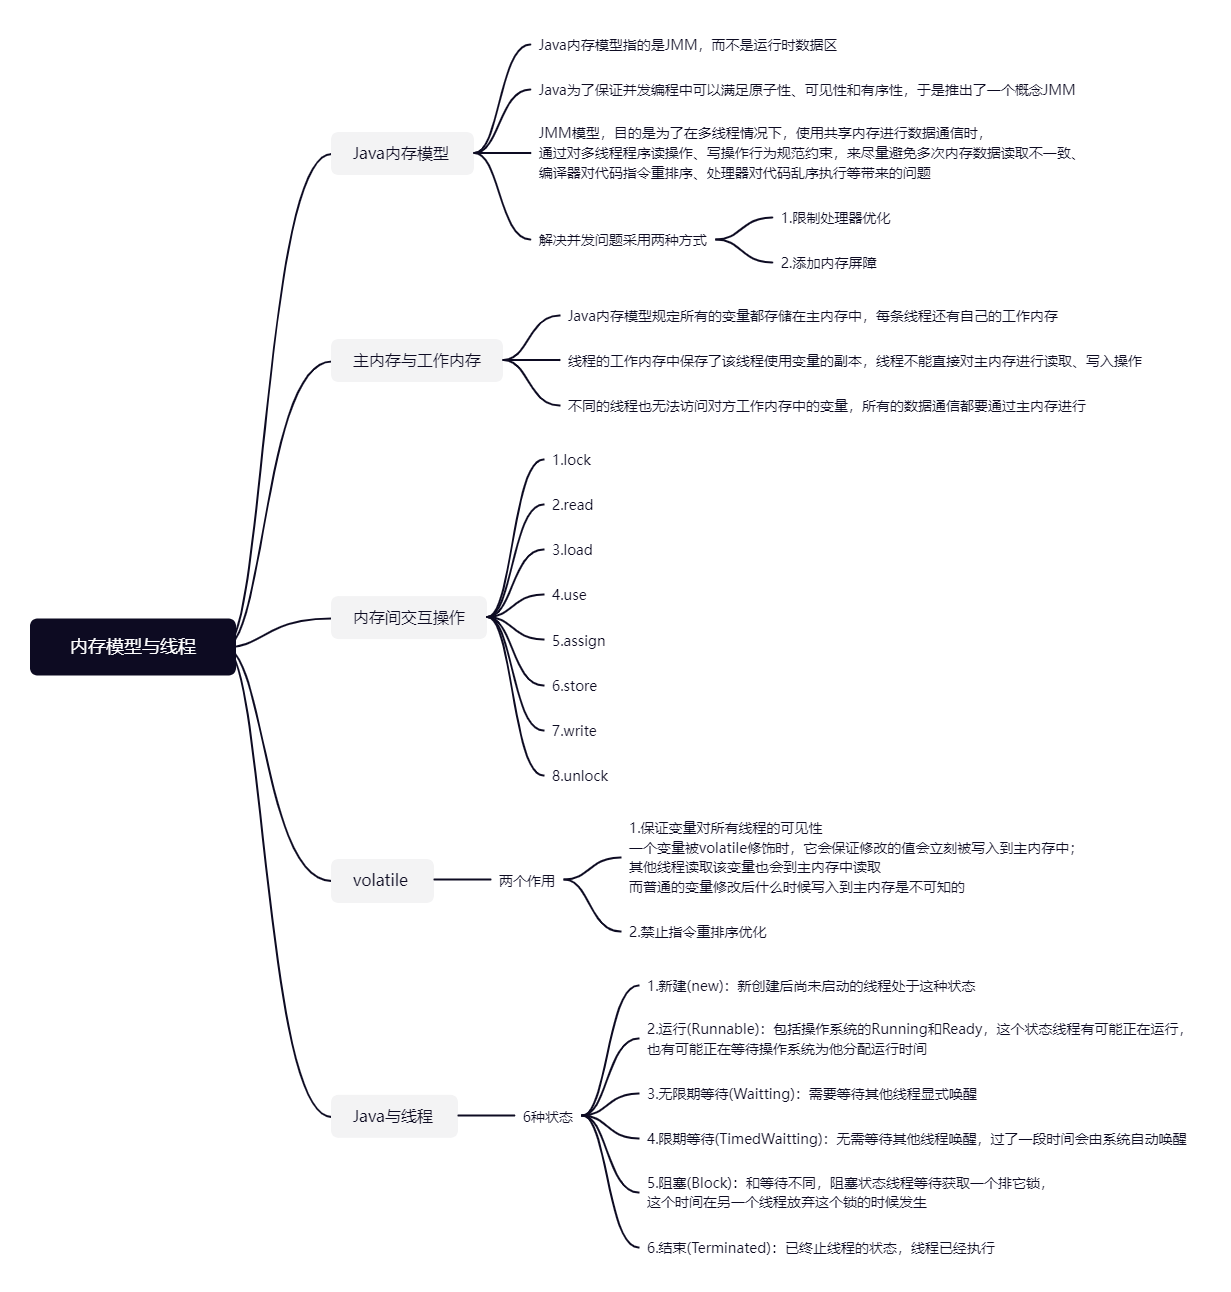 内存模型与线程
Java内存模型
Java内存模型指的是JMM，而不是运行时数据区
Java为了保证并发编程中可以满足原子性、可见性和有序性，于是推出了一个概念JMM
JMM模型，目的是为了在多线程情况下，使用共享内存进行数据通信时，
通过对多线程程序读操作、写操作行为规范约束，来尽量避免多次内存数据读取不一致、
编译器对代码指令重排序、处理器对代码乱序执行等带来的问题
解决并发问题采用两种方式
1.限制处理器优化
2.添加内存屏障
主内存与工作内存
Java内存模型规定所有的变量都存储在主内存中，每条线程还有自己的工作内存
线程的工作内存中保存了该线程使用变量的副本，线程不能直接对主内存进行读取、写入操作
不同的线程也无法访问对方工作内存中的变量，所有的数据通信都要通过主内存进行
内存间交互操作
1.lock
2.read
3.load
4.use
5.assign
6.store
7.write
8.unlock
volatile
两个作用
1.保证变量对所有线程的可见性
一个变量被volatile修饰时，它会保证修改的值会立刻被写入到主内存中；
其他线程读取该变量也会到主内存中读取
而普通的变量修改后什么时候写入到主内存是不可知的
2.禁止指令重排序优化
Java与线程
6种状态
1.新建(new)：新创建后尚未启动的线程处于这种状态
2.运行(Runnable)：包括操作系统的Running和Ready，这个状态线程有可能正在运行，
也有可能正在等待操作系统为他分配运行时间
3.无限期等待(Waitting)：需要等待其他线程显式唤醒
4.限期等待(TimedWaitting)：无需等待其他线程唤醒，过了一段时间会由系统自动唤醒
5.阻塞(Block)：和等待不同，阻塞状态线程等待获取一个排它锁，
这个时间在另一个线程放弃这个锁的时候发生
6.结束(Terminated)：已终止线程的状态，线程已经执行